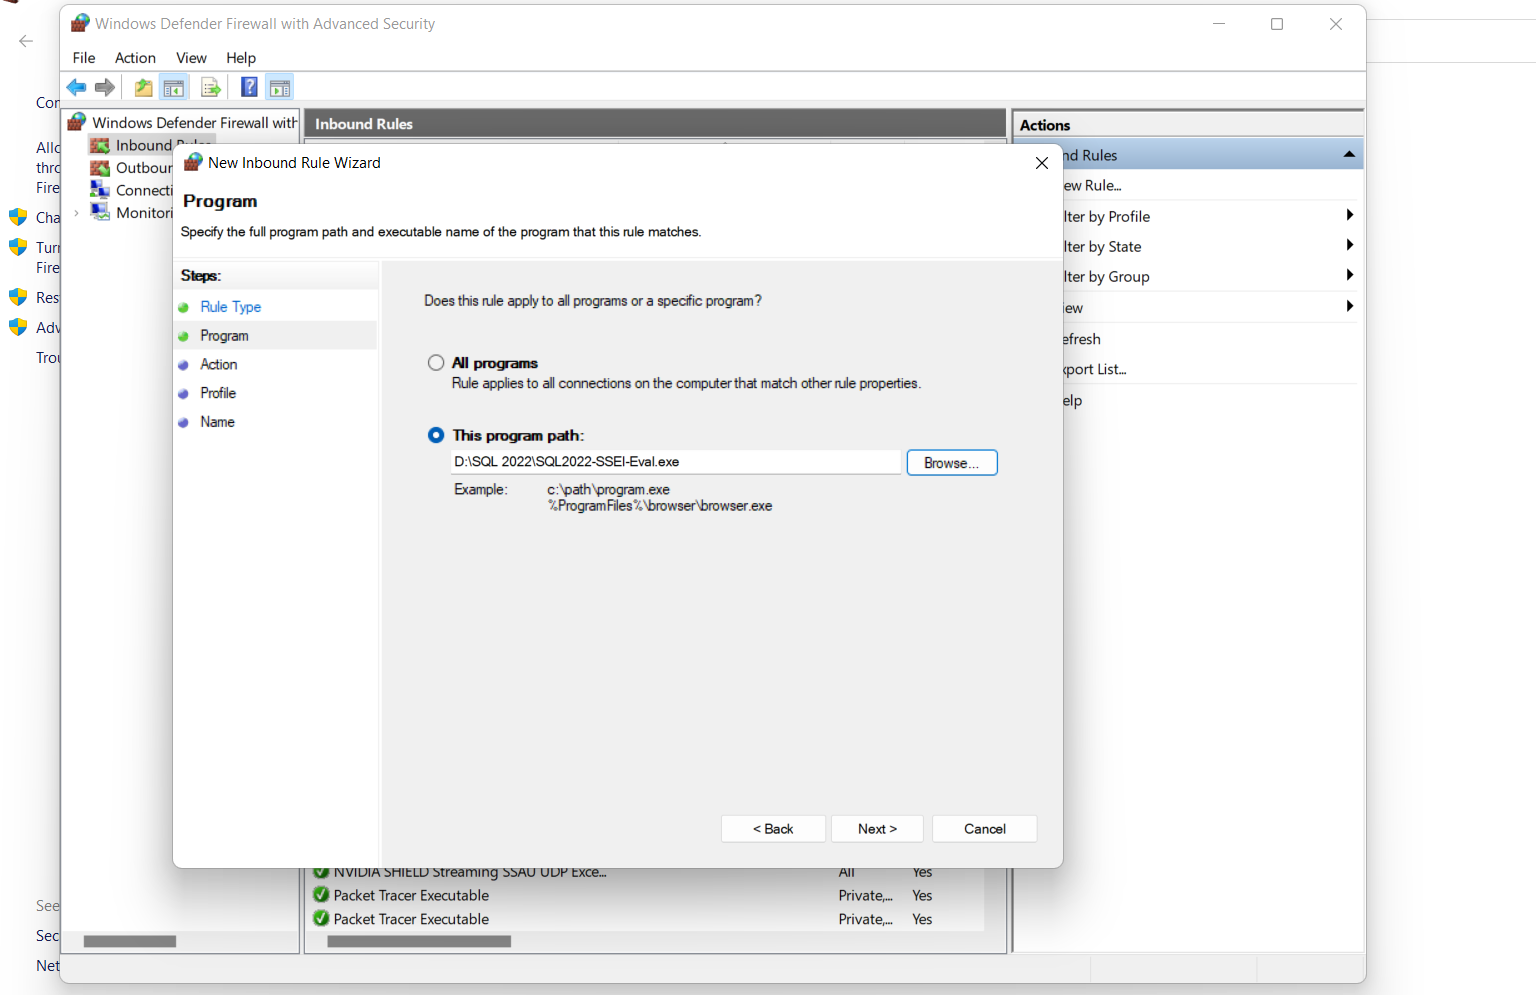 Windows Defender Firewall with Advanced Security
File Action View Help
Windows Defender Firewall with
Inbound Rules
Outboun
Connecti
Monitori
Inbound Rules
Actions
nd Rules
ew Rule...
lter by Profile
lter by State
lter by Group
iew
efresh
xport List...
elp
New Inbound Rule Wizard
Program
Specify the full program path and executable name of the program that this rule matches.
Steps:
Rule Type
Program
Action
Profile
Name
Does this rule apply to all programs or a specific program?
All programs
Rule applies to all connections on the computer that match other rule properties.
This program path:
D:\SQL 2022\SQL2022-SSEI-Eval.exe
Browse...
Example: c:\path\program.exe
%ProgramFiles%\browser\browser.exe
< Back Next > Cancel
NVIDIA SHIELD Streaming SSAU UDP Exce... All Yes
Packet Tracer Executable Private,... Yes
Packet Tracer Executable Private,... Yes
Con
Allo
thro
Fire
Cha
Turn
Fire
Res
Adv
Trou
See
Sec
Net